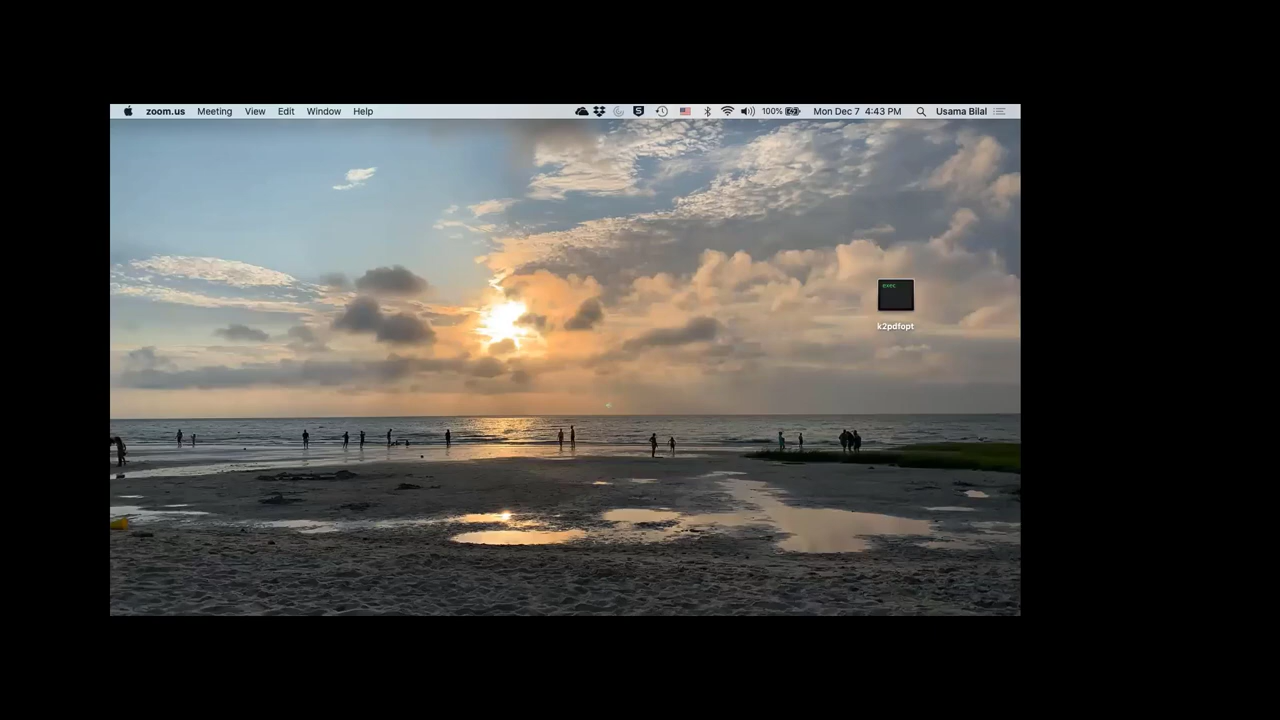 zoom.us Meeting View Edit Window Help 100% Mon Dec 7 4:43 PM Usama Bilal
exec
k2pdfopt